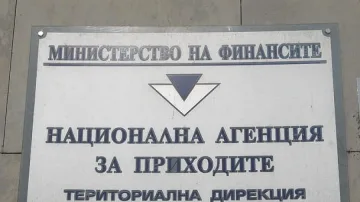 МИНИСТЕРСТВО НА ФИНАНСИТЕ
НАЦИОНАЛНА АГЕНЦИЯ
ЗА ПРИХОДИТЕ
ТЕРИТОРИАЛНА ДИРЕКЦИЯ